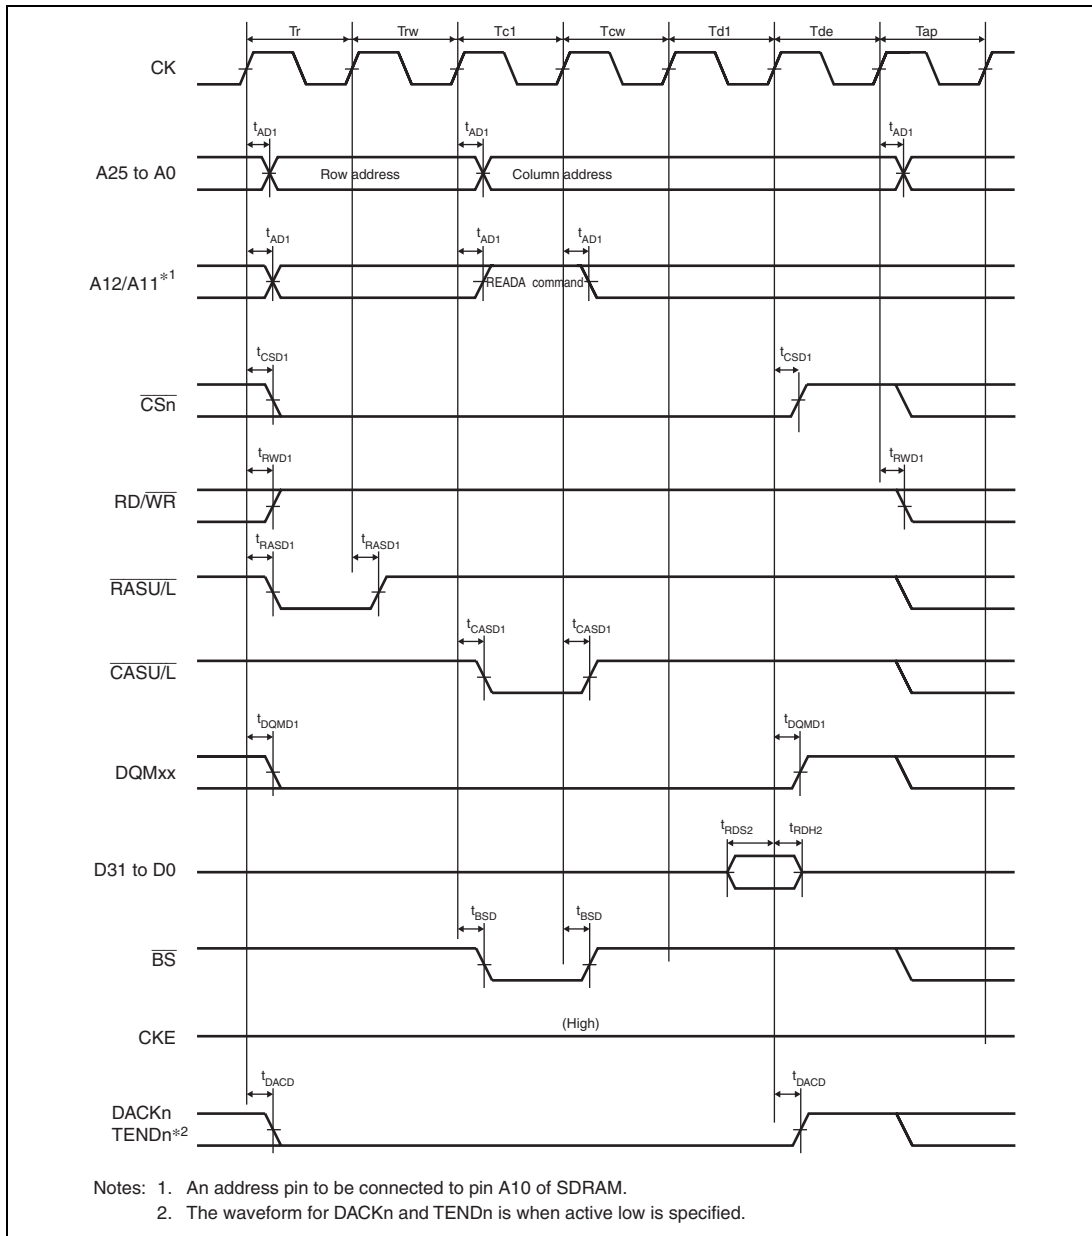 Tr Trw Tc1 Tcw Td1 Tde Tap
CK
tAD1 tAD1 tAD1
A25 to A0 Row address Column address
tAD1 tAD1 tAD1
A12/A11*1 READA command
tCSD1 tCSD1
CSn
tRWD1 tRWD1
RD/WR
tRASD1 tRASD1
RASU/L
tCASD1 tCASD1
CASU/L
tDQMD1 tDQMD1
DQMxx
tRDS2 tRDH2
D31 to D0
tBSD tBSD
BS
(High)
CKE
tDACD tDACD
DACKn
TENDn*2
Notes: 1. An address pin to be connected to pin A10 of SDRAM.
2. The waveform for DACKn and TENDn is when active low is specified.